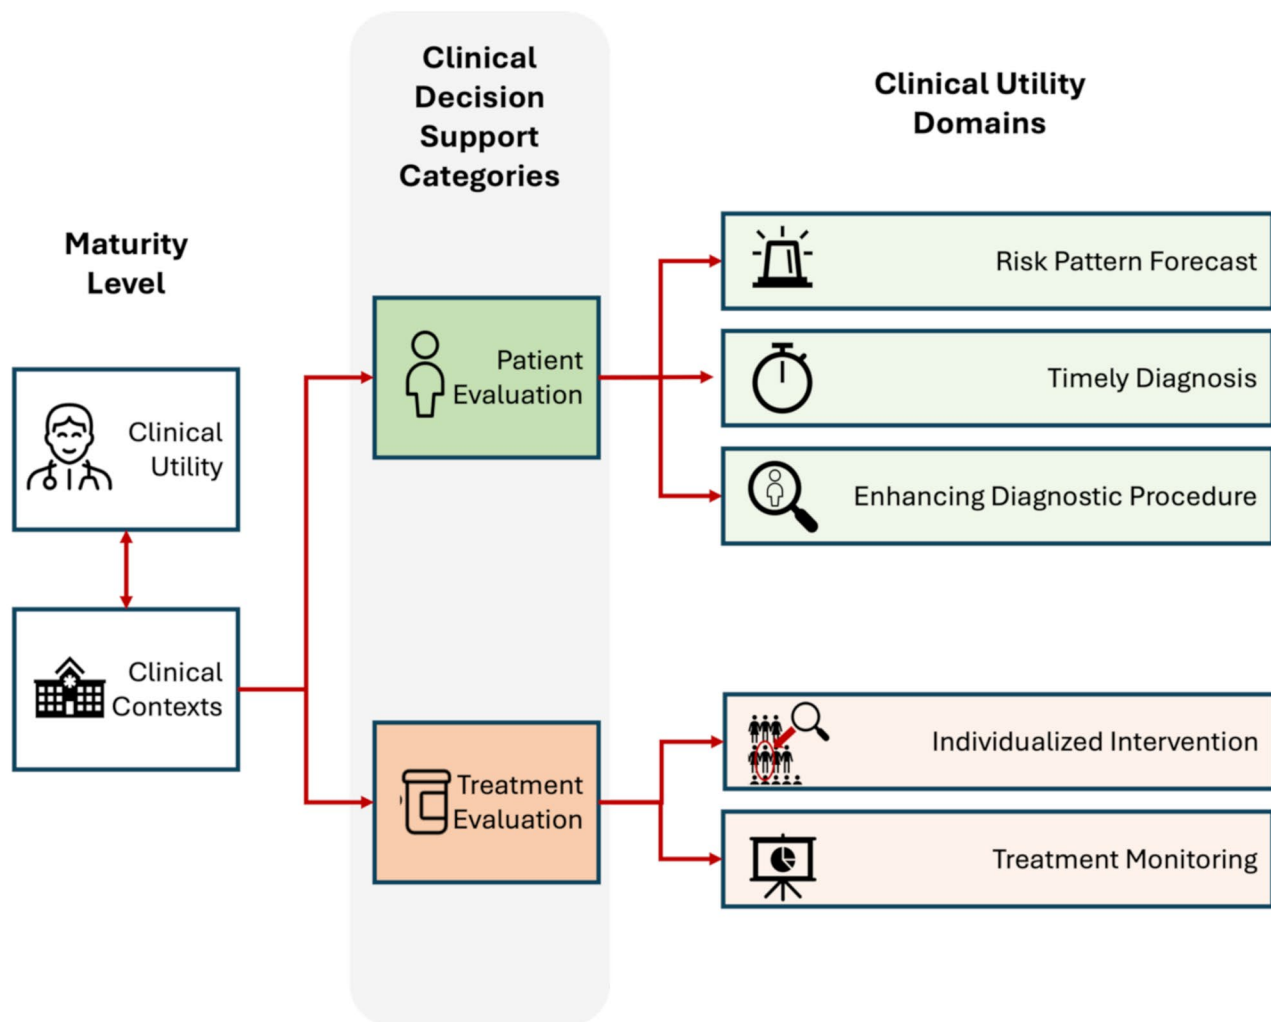 Maturity
Level
Clinical
Utility
Clinical
Contexts
Clinical
Decision
Support
Categories
Patient
Evaluation
Treatment
Evaluation
Clinical Utility
Domains
Risk Pattern Forecast
Timely Diagnosis
Enhancing Diagnostic Procedure
Individualized Intervention
Treatment Monitoring